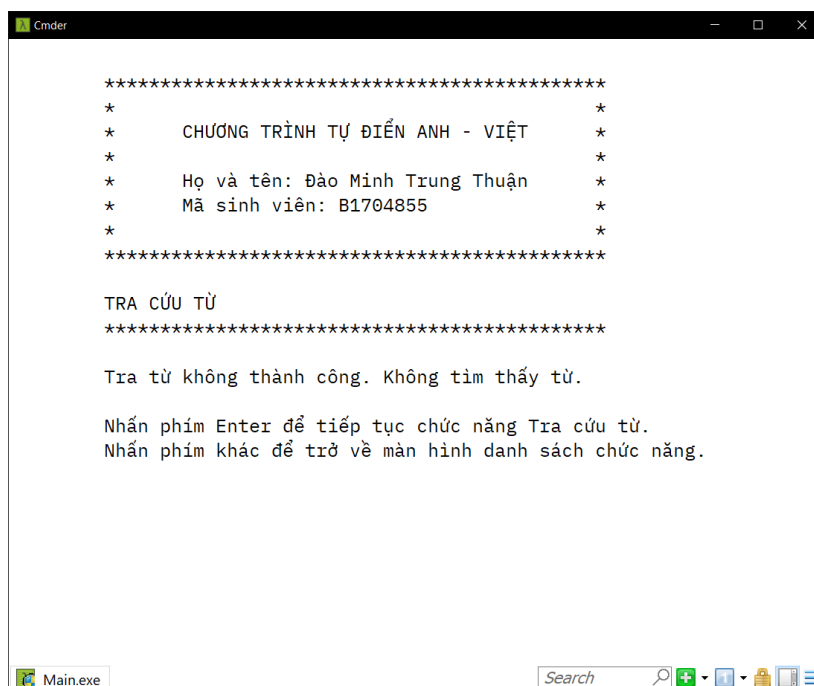 Cmder
*********************************************
* *
* CHƯƠNG TRÌNH TỰ ĐIỂN ANH - VIỆT *
* *
* Họ và tên: Đào Minh Trung Thuận *
* Mã sinh viên: B1704855 *
* *
*********************************************
TRA CỨU TỪ
*********************************************
Tra từ không thành công. Không tìm thấy từ.
Nhấn phím Enter để tiếp tục chức năng Tra cứu từ.
Nhấn phím khác để trở về màn hình danh sách chức năng.
Main.exe
Search